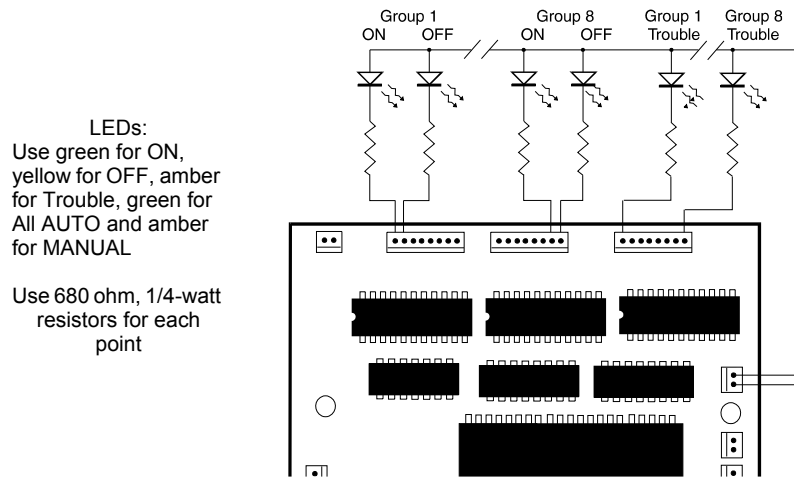 Group 1
Group 8
Group 1
Group 8
ON
OFF
ON
OFF
Trouble
Trouble
LEDs:
Use green for ON,
yellow for OFF, amber
for Trouble, green for
All AUTO and amber
for MANUAL
Use 680 ohm, 1/4-watt
resistors for each
point